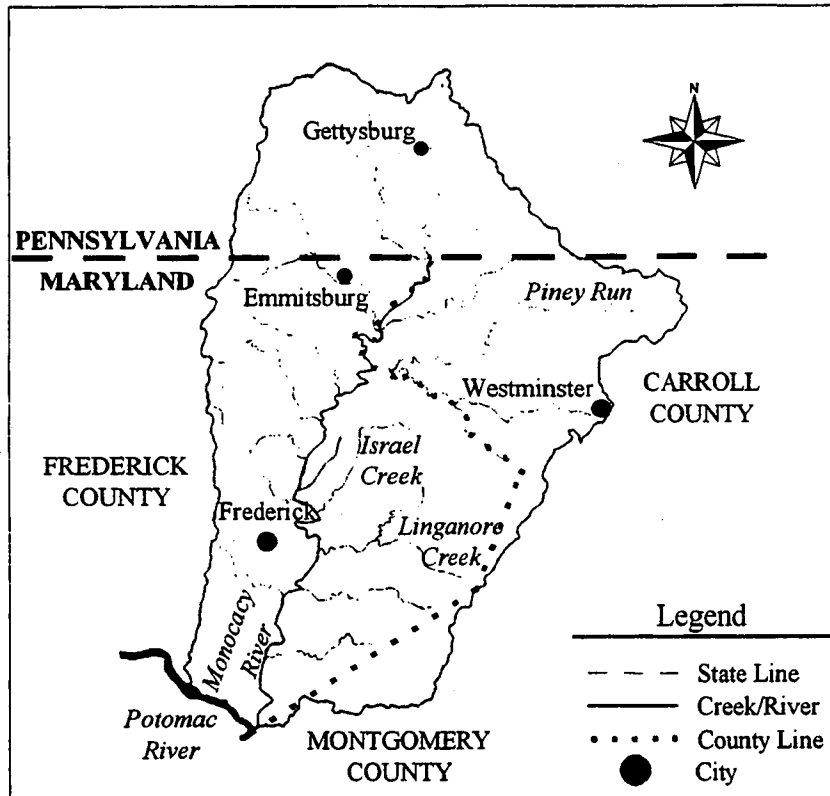 N
Gettysburg
PENNSYLVANIA
MARYLAND
Emmitsburg
Piney Run
Westminster
CARROLL
COUNTY
Israel
Creek
FREDERICK
COUNTY
Frederick
Linganore
Creek
Monocacy
River
Potomac
River
MONTGOMERY
COUNTY
Legend
State Line
Creek/River
County Line
City